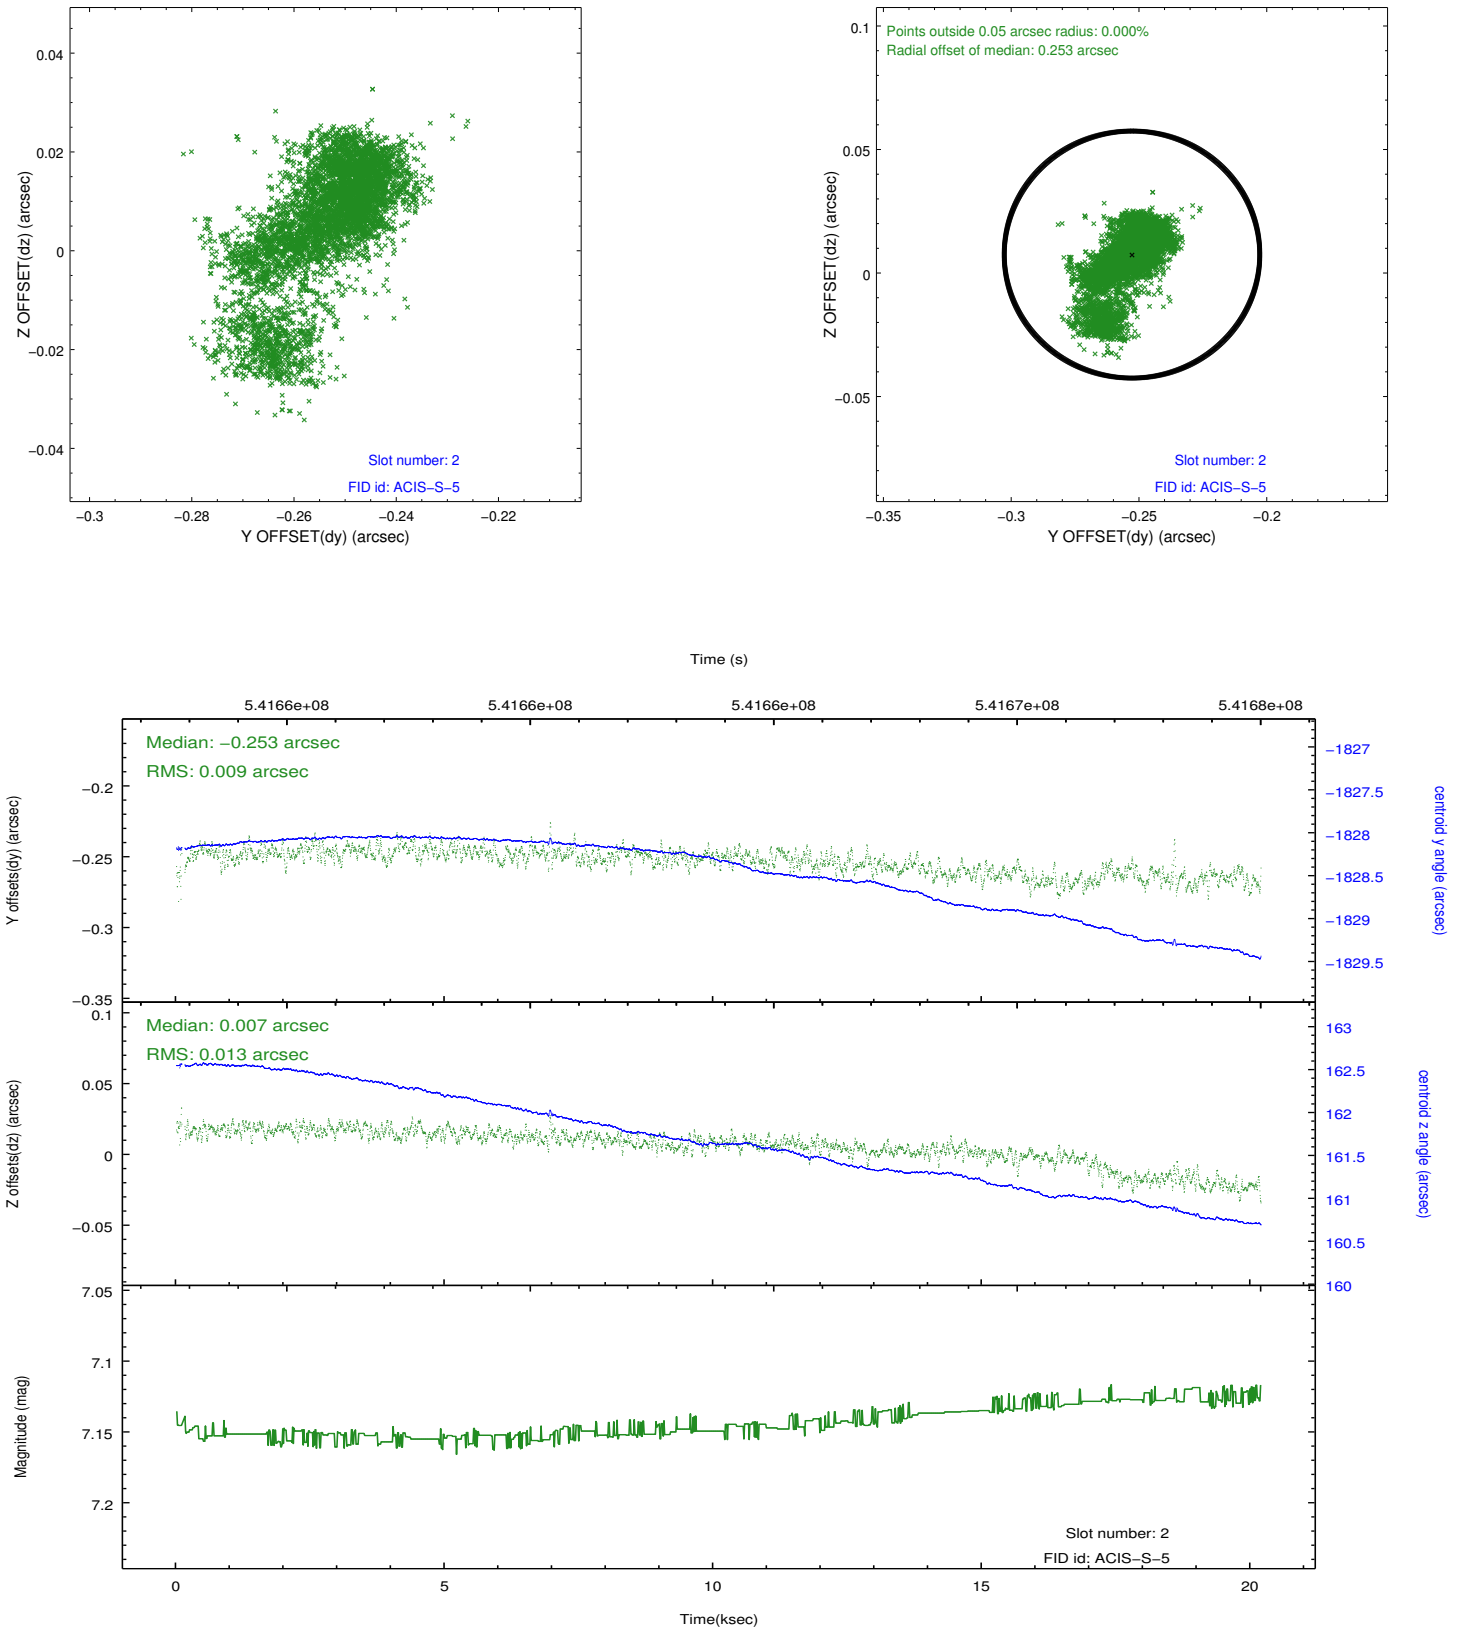 0.04
0.02
0
−0.02
−0.04
Z OFFSET(dz) (arcsec)
Slot number: 2
FID id: ACIS−S−5
−0.3 −0.28 −0.26 −0.24 −0.22
Y OFFSET(dy) (arcsec)
Points outside 0.05 arcsec radius: 0.000%
Radial offset of median: 0.253 arcsec
0.1
0.05
0
−0.05
Z OFFSET(dz) (arcsec)
Slot number: 2
FID id: ACIS−S−5
−0.35 −0.3 −0.25 −0.2
Y OFFSET(dy) (arcsec)
Time (s)
5.4166e+08 5.4166e+08 5.4166e+08 5.4167e+08 5.4168e+08
Median: −0.253 arcsec
RMS: 0.009 arcsec
−0.2
−0.25
−0.3
−0.35
Y offsets(dy) (arcsec)
−1827
−1827.5
−1828
−1828.5
−1829
−1829.5
centroid y angle (arcsec)
Median: 0.007 arcsec
RMS: 0.013 arcsec
0.1
0.05
0
−0.05
Z offsets(dz) (arcsec)
163
162.5
162
161.5
161
160.5
160
centroid z angle (arcsec)
7.05
7.1
7.15
7.2
Magnitude (mag)
Slot number: 2
FID id: ACIS−S−5
0 5 10 15 20
Time(ksec)